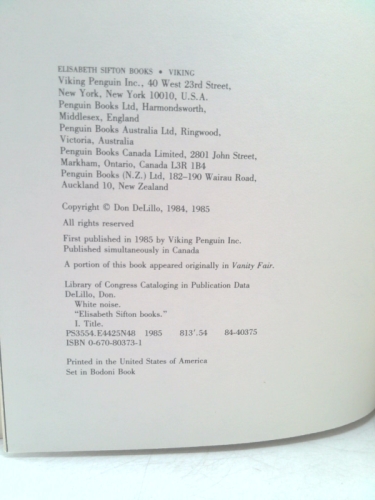 ELISABETH SIFTON BOOKS • VIKING
Viking Penguin Inc., 40 West 23rd Street,
New York, New York 10010, U.S.A.
Penguin Books Ltd, Harmondsworth,
Middlesex, England
Penguin Books Australia Ltd, Ringwood,
Victoria, Australia
Penguin Books Canada Limited, 2801 John Street,
Markham, Ontario, Canada L3R 1B4
Penguin Books (N.Z.) Ltd, 182–190 Wairau Road,
Auckland 10, New Zealand
Copyright © Don DeLillo, 1984, 1985
All rights reserved
First published in 1985 by Viking Penguin Inc.
Published simultaneously in Canada
A portion of this book appeared originally in Vanity Fair.
Library of Congress Cataloging in Publication Data
DeLillo, Don.
White noise.
"Elisabeth Sifton books."
I. Title.
PS3554.E4425N48 1985 813'.54 84-40375
ISBN 0-670-80373-1
Printed in the United States of America
Set in Bodoni Book